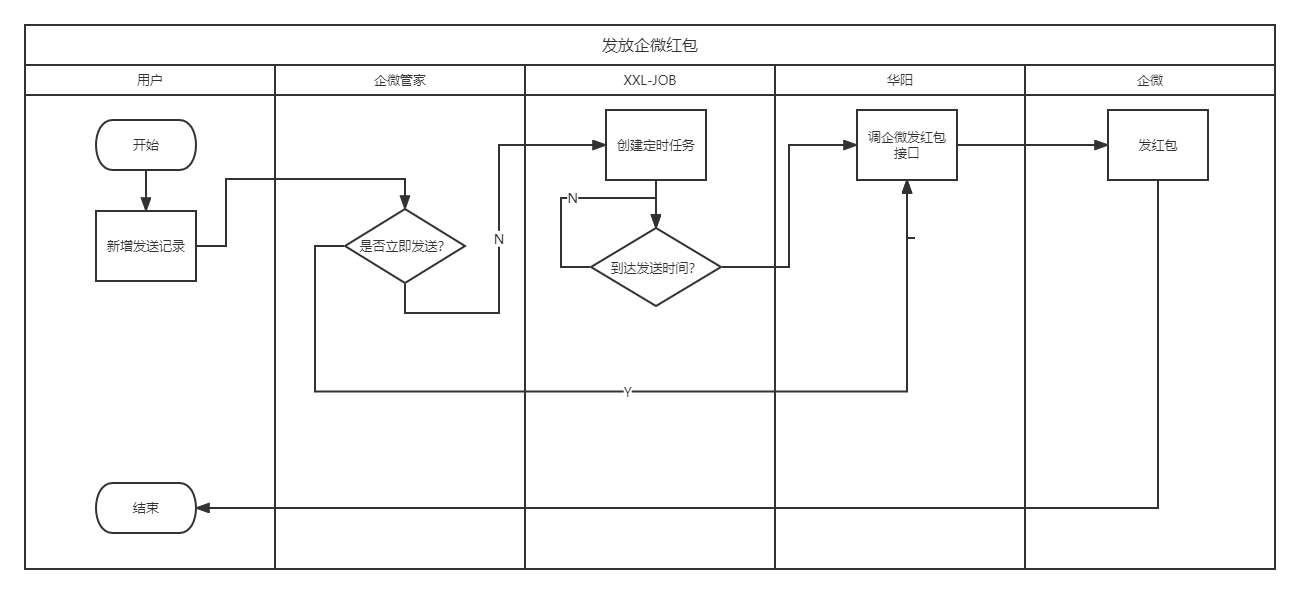 发放企微红包
用户
企微管家
XXL-JOB
华阳
企微
开始
新增发送记录
是否立即发送?
N
创建定时任务
N
到达发送时间?
调企微发红包
接口
发红包
Y
结束